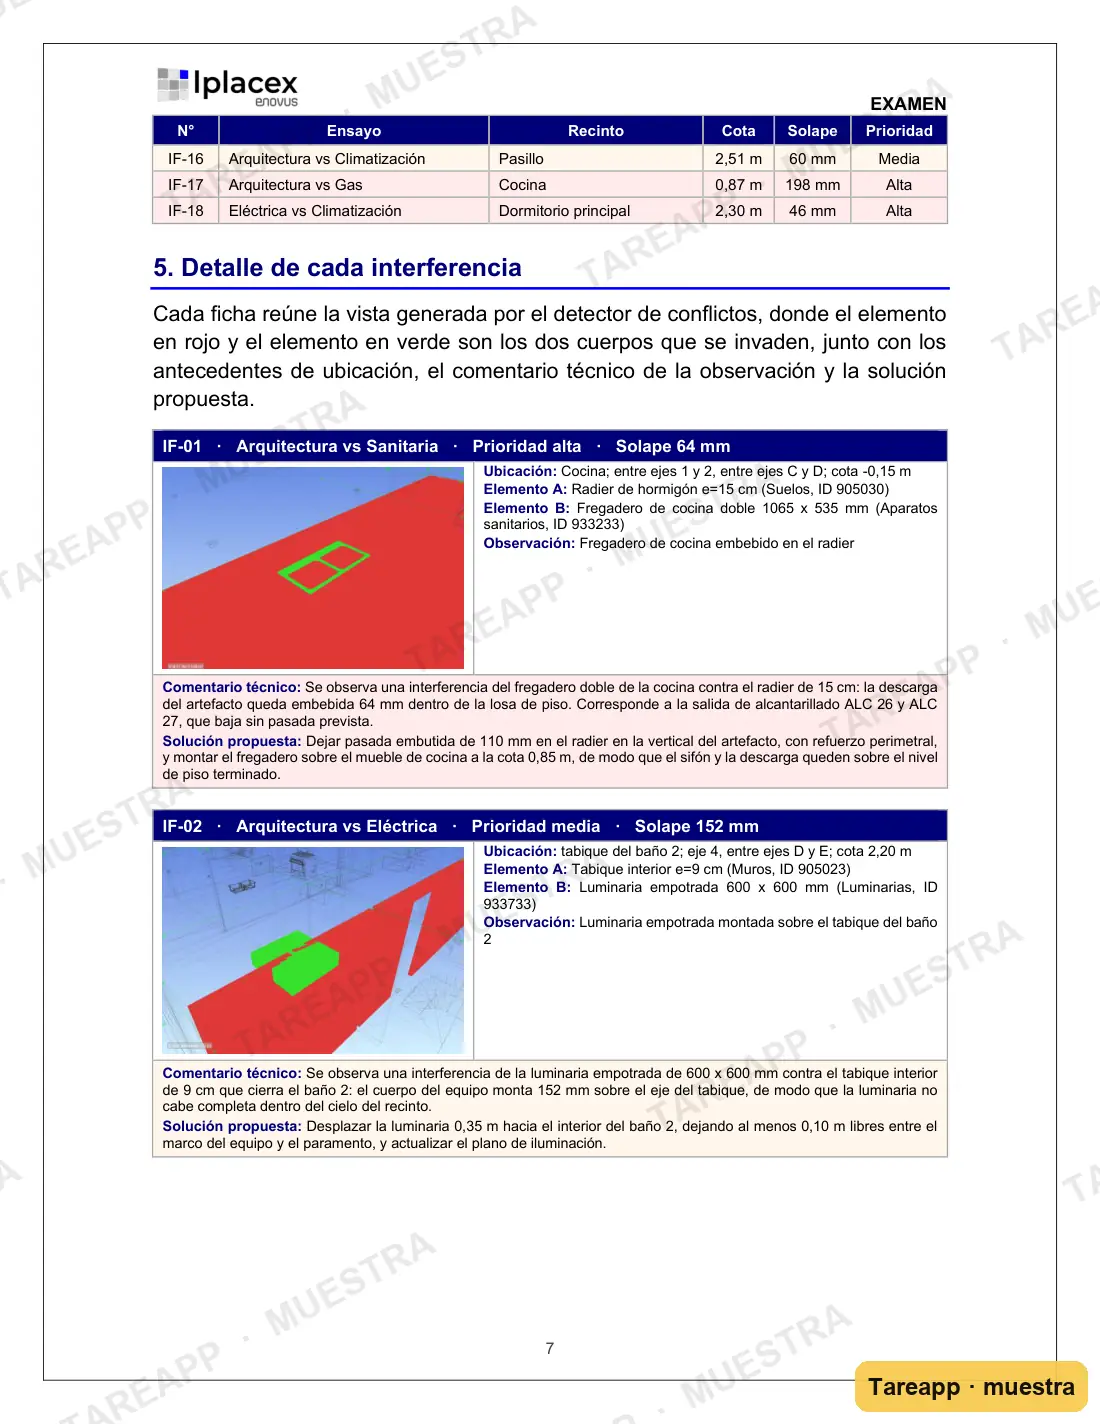 Iplacex
enovus
EXAMEN
N° Ensayo Recinto Cota Solape Prioridad
IF-16 Arquitectura vs Climatización Pasillo 2,51 m 60 mm Media
IF-17 Arquitectura vs Gas Cocina 0,87 m 198 mm Alta
IF-18 Eléctrica vs Climatización Dormitorio principal 2,30 m 46 mm Alta
5. Detalle de cada interferencia
Cada ficha reúne la vista generada por el detector de conflictos, donde el elemento
en rojo y el elemento en verde son los dos cuerpos que se invaden, junto con los
antecedentes de ubicación, el comentario técnico de la observación y la solución
propuesta.
IF-01 · Arquitectura vs Sanitaria · Prioridad alta · Solape 64 mm
Ubicación: Cocina; entre ejes 1 y 2, entre ejes C y D; cota -0,15 m
Elemento A: Radier de hormigón e=15 cm (Suelos, ID 905030)
Elemento B: Fregadero de cocina doble 1065 x 535 mm (Aparatos
sanitarios, ID 933233)
Observación: Fregadero de cocina embebido en el radier
Comentario técnico: Se observa una interferencia del fregadero doble de la cocina contra el radier de 15 cm: la descarga
del artefacto queda embebida 64 mm dentro de la losa de piso. Corresponde a la salida de alcantarillado ALC 26 y ALC
27, que baja sin pasada prevista.
Solución propuesta: Dejar pasada embutida de 110 mm en el radier en la vertical del artefacto, con refuerzo perimetral,
y montar el fregadero sobre el mueble de cocina a la cota 0,85 m, de modo que el sifón y la descarga queden sobre el nivel
de piso terminado.
IF-02 · Arquitectura vs Eléctrica · Prioridad media · Solape 152 mm
Ubicación: tabique del baño 2; eje 4, entre ejes D y E; cota 2,20 m
Elemento A: Tabique interior e=9 cm (Muros, ID 905023)
Elemento B: Luminaria empotrada 600 x 600 mm (Luminarias, ID
933733)
Observación: Luminaria empotrada montada sobre el tabique del baño
2
Comentario técnico: Se observa una interferencia de la luminaria empotrada de 600 x 600 mm contra el tabique interior
de 9 cm que cierra el baño 2: el cuerpo del equipo monta 152 mm sobre el eje del tabique, de modo que la luminaria no
cabe completa dentro del cielo del recinto.
Solución propuesta: Desplazar la luminaria 0,35 m hacia el interior del baño 2, dejando al menos 0,10 m libres entre el
marco del equipo y el paramento, y actualizar el plano de iluminación.
7
TAREAPP · MUESTRA
Tareapp · muestra